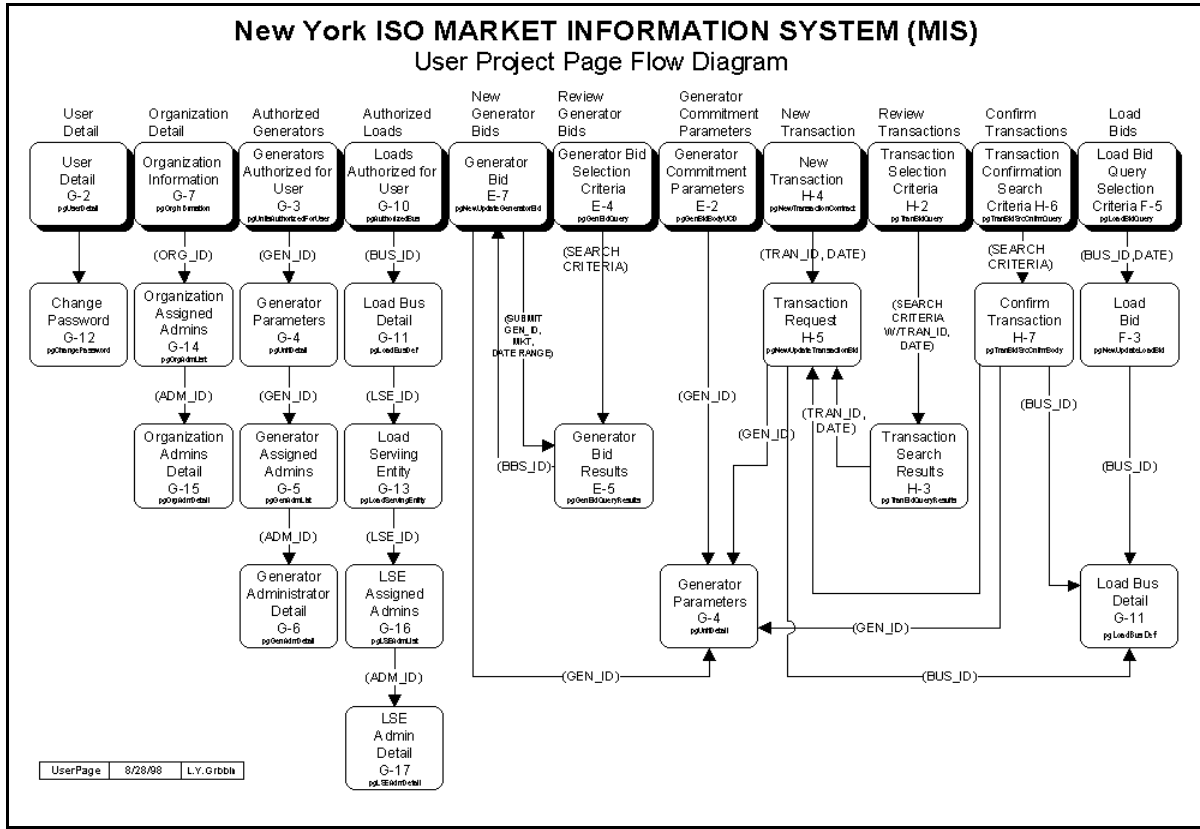 New York ISO MARKET INFORMATION SYSTEM (MIS)
User Project Page Flow Diagram
User
Detail
Organization
Detail
Authorized
Generators
Authorized
Loads
New
Generator
Bids
Review
Generator
Bids
Generator
Commitment
Parameters
New
Transaction
Review
Transactions
Confirm
Transactions
Load
Bids
User
Detail
G-2
pgUserDetail
Organization
Information
G-7
Generators
Authorized for
User
G-3
pgUnitsAuthorizedForUser
Loads
Authorized for
User
G-10
pgAuthorizedBus
Generator
Bid
E-7
pgNewUpdateGeneratorBid
Generator Bid
Selection
Criteria
E-4
pgGenBidQuery
Generator
Commitment
Parameters
E-2
pgGenBidBodyUCD
New
Transaction
H-4
pgNewTransactionContract
Transaction
Selection
Criteria
H-2
pgTranBidQuery
Transaction
Confirmation
Search
Criteria H-6
pgTranBidSrcCnfrmQuery
Load Bid
Query
Selection
Criteria F-5
pgLoadBidQuery
(ORG_ID)
(GEN_ID)
(BUS_ID)
(SEARCH
CRITERIA)
(TRAN_ID, DATE)
(SEARCH
CRITERIA)
(BUS_ID,DATE)
Change
Password
G-12
pgChangePassword
Organization
Assigned
Admins
G-14
pgOrgAdmList
Generator
Parameters
G-4
pgUnitDetail
Load Bus
Detail
G-11
pgLoadBusDef
(SUBMIT
GEN_ID,
MKT,
DATE RANGE)
Transaction
Request
H-5
pgNewUpdateTransactionBid
(SEARCH
CRITERIA
W/TRAN_ID,
DATE)
Confirm
Transaction
H-7
pgTranBidSrcCnfrmBody
Load
Bid
F-3
pgNewUpdateLoadBid
(ADM_ID)
(GEN_ID)
(LSE_ID)
(GEN_ID)
(GEN_ID)
(TRAN_ID,
DATE)
(BUS_ID)
Organization
Admins
Detail
G-15
pgOrgAdmDetail
Generator
Assigned
Admins
G-5
pgGenAdmList
Load
Serviing
Entity
G-13
pgLoadServingEntity
(BBS_ID)
Generator
Bid
Results
E-5
pgGenBidQueryResults
Transaction
Search
Results
H-3
pgTranBidQueryResults
(BUS_ID)
(ADM_ID)
(LSE_ID)
Generator
Administrator
Detail
G-6
pgGenAdmDetail
LSE
Assigned
Admins
G-16
pgLSEAdmList
Generator
Parameters
G-4
pgUnitDetail
(GEN_ID)
Load Bus
Detail
G-11
pgLoadBusDef
(ADM_ID)
(GEN_ID)
(BUS_ID)
LSE
Admin
Detail
G-17
pgLSEAdmDetail
UserPage 8/28/98